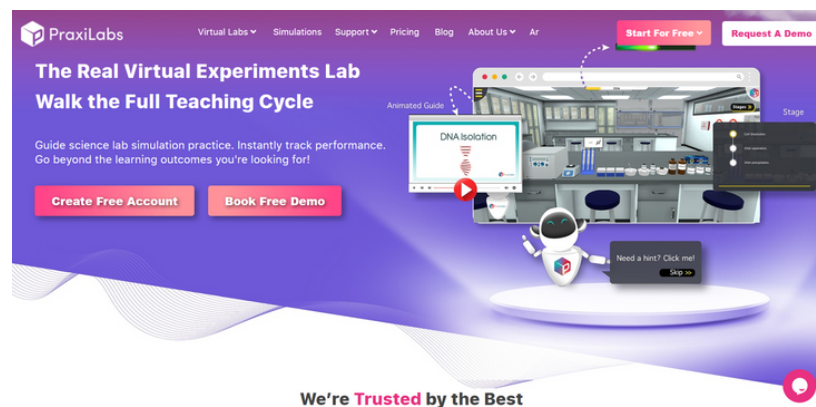 PraxiLabs
Virtual Labs Simulations Support Pricing Blog About Us Ar
Start For Free
Request A Demo
The Real Virtual Experiments Lab
Walk the Full Teaching Cycle
Guide science lab simulation practice. Instantly track performance.
Go beyond the learning outcomes you're looking for!
Create Free Account
Book Free Demo
Animated Guide
DNA Isolation
Stages
Stage
Need a hint? Click me!
Skip >>
We're Trusted by the Best